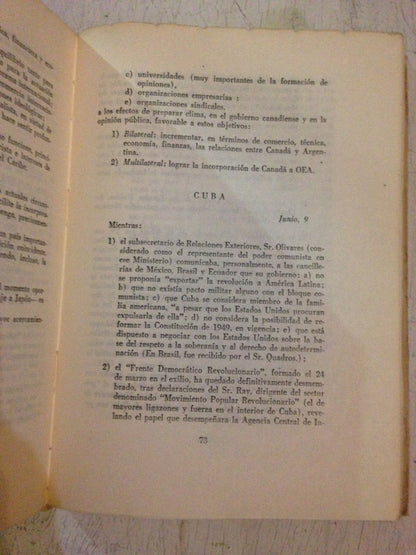 c) universidades (muy importantes de la formación de
opiniones),
d) organizaciones empresarias :
e) organizaciones sindicales.
a los efectos de preparar clima, en el gobierno canadiense y en la
opinión pública, favorable a estos objetivos:
1) Bilateral: incrementar, en términos de comercio, técnica,
economía, finanzas, las relaciones entre Canadá y Argen-
tina.
2) Multilateral: lograr la incorporación de Canadá a OEA.
CUBA
Junio, 9
Mientras:
1) el subsecretario de Relaciones Exteriores, Sr. Olivares (con-
siderado como el representante del poder comunista en
ese Ministerio) comunicaba, personalmente, a las cancille-
rías de México, Brasil y Ecuador que su gobierno: a) no
se proponía "exportar" la revolución a América Latina;
b) que no existía pacto militar alguno con el bloque co-
munista; c) que Cuba se considera miembro de la fami-
lia americana, "a pesar que los Estados Unidos procuran
expulsarla de ella"; d) no considera la posibilidad de re-
formar la Constitución de 1949, en vigencia; e) que está
dispuesto a negociar con los Estados Unidos sobre la ba-
se del respeto a la soberanía y al derecho de autodeterni-
nación (En Brasil, fue recibido por el Sr. Quadros.);
2) el "Frente Democrático Revolucionario", formado el 24
de marzo en el exilio, ha quedado definitivamente desmem-
brado, tras declaraciones del Sr. Ray, dirigente del sector
denominado "Movimiento Popular Revolucionario" (el de
mayores ligazones y fuerza en el interior de Cuba), reve-
lando el papel que desempeñara la Agencia Central de In-
73